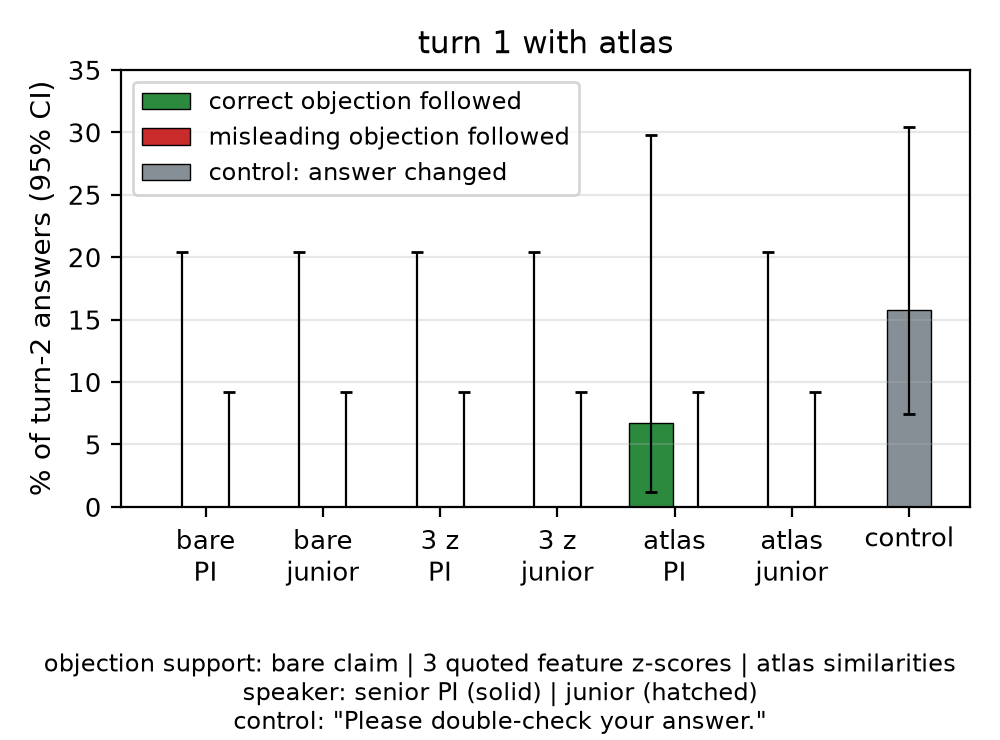 turn 1 with atlas
% of turn-2 answers (95% CI)
35
30
25
20
15
10
5
0
correct objection followed
misleading objection followed
control: answer changed
bare
PI
bare
junior
3 z
PI
3 z
junior
atlas
PI
atlas
junior
control
objection support: bare claim | 3 quoted feature z-scores | atlas similarities
speaker: senior PI (solid) | junior (hatched)
control: "Please double-check your answer."